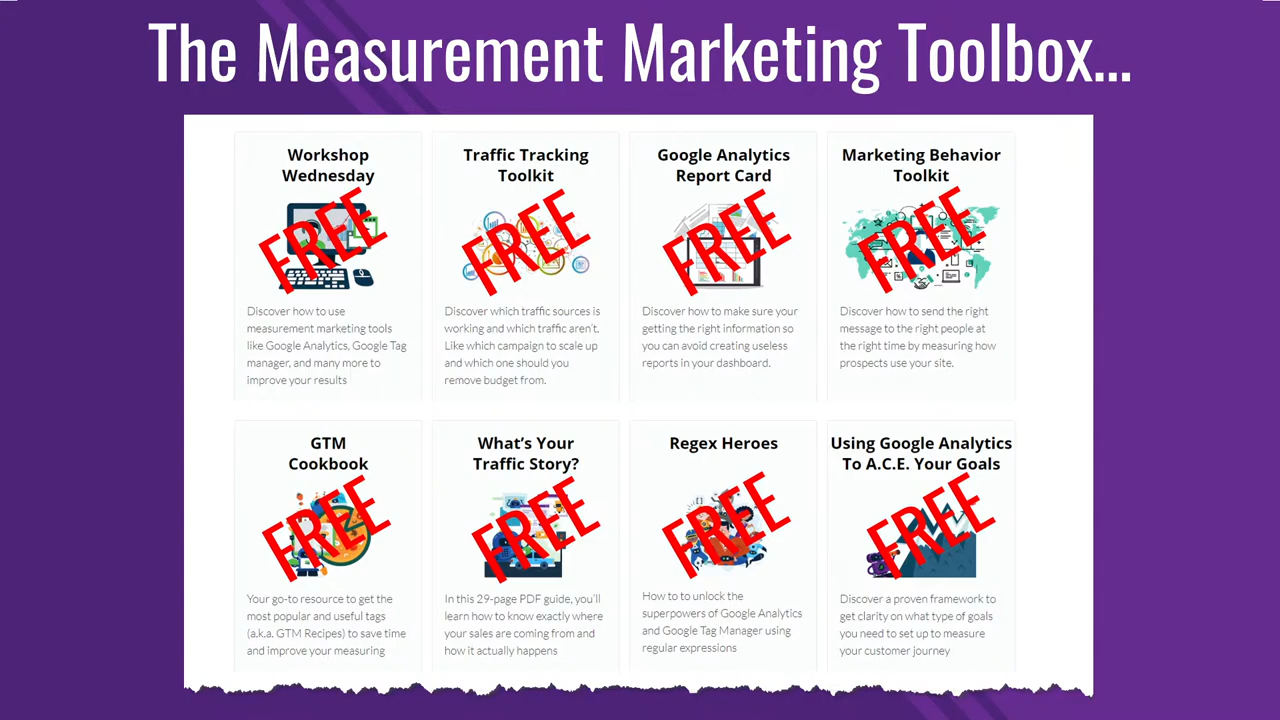 The Measurement Marketing Toolbox...
Workshop
Wednesday
FREE
Discover how to use
measurement marketing tools
like Google Analytics, Google Tag
manager, and many more to
improve your results
Traffic Tracking
Toolkit
FREE
Discover which traffic sources is
working and which traffic aren't.
Like which campaign to scale up
and which one should you
remove budget from.
Google Analytics
Report Card
FREE
Discover how to make sure your
getting the right information so
you can avoid creating useless
reports in your dashboard.
Marketing Behavior
Toolkit
FREE
Discover how to send the right
message to the right people at
the right time by measuring how
prospects use your site.
GTM
Cookbook
FREE
Your go-to resource to get the
most popular and useful tags
(a.k.a. GTM Recipes) to save time
and improve your measuring
What's Your
Traffic Story?
FREE
In this 29-page PDF guide, you'll
learn how to know exactly where
your sales are coming from and
how it actually happens
Regex Heroes
FREE
How to to unlock the
superpowers of Google Analytics
and Google Tag Manager using
regular expressions
Using Google Analytics
To A.C.E. Your Goals
FREE
Discover a proven framework to
get clarity on what type of goals
you need to set up to measure
your customer journey